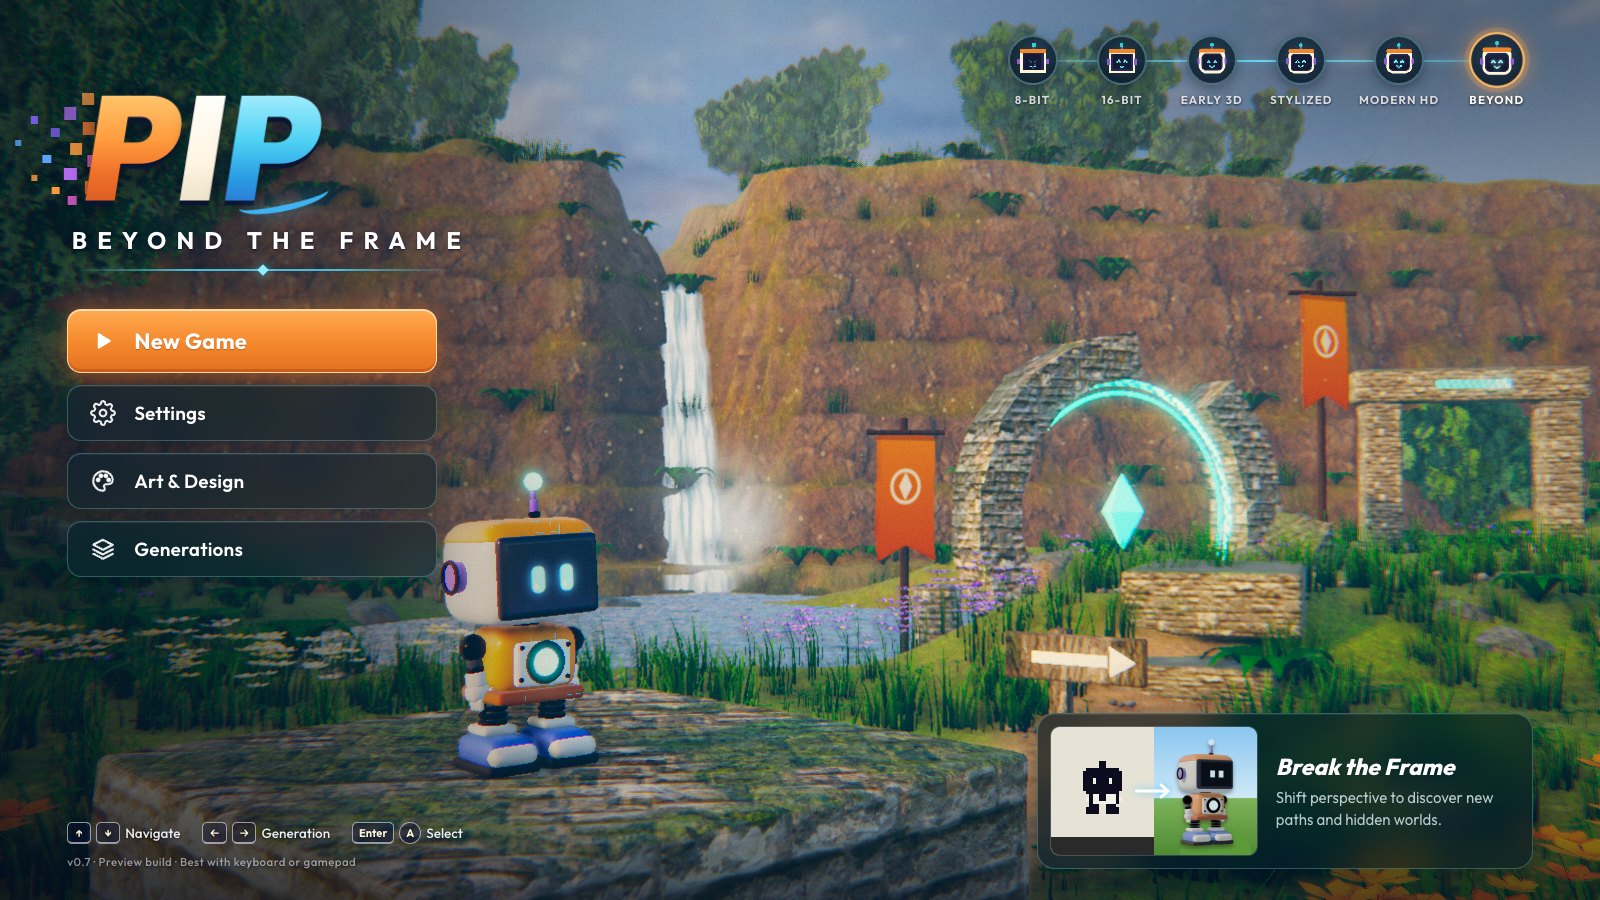 PIP
BEYOND THE FRAME
8-BIT
16-BIT
EARLY 3D
STYLIZED
MODERN HD
BEYOND
New Game
Settings
Art & Design
Generations
Break the Frame
Shift perspective to discover new
paths and hidden worlds.
↑ ↓ Navigate ← → Generation Enter A Select
v0.7 · Preview build · Best with keyboard or gamepad